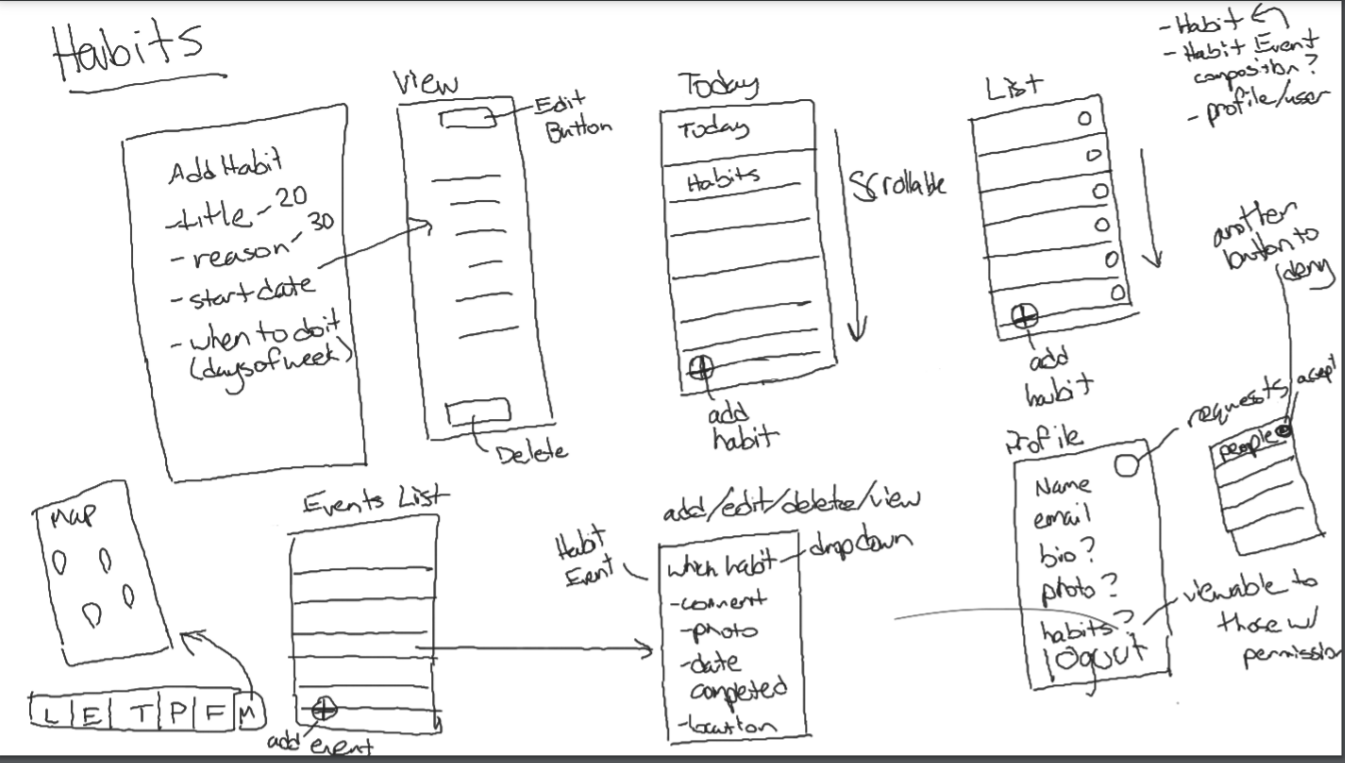 Habits
Add Habit
-title - 20
- reason - 30
- start date
- when to do it
(days of week)
View
Edit
Button
Delete
Today
Today
Habits
Scrollable
add
habit
List
add
habit
- Habit
- Habit Event
composition?
- profile/user
another
button to
deny
accept
requests
people
Profile
Name
email
bio?
photo?
habits?
logout
viewable to
those w/
permission
Map
L E T P F M
Events List
add event
Habit
Event
add/edit/delete/view
which habit - dropdown
-comment
-photo
-date
completed
-location